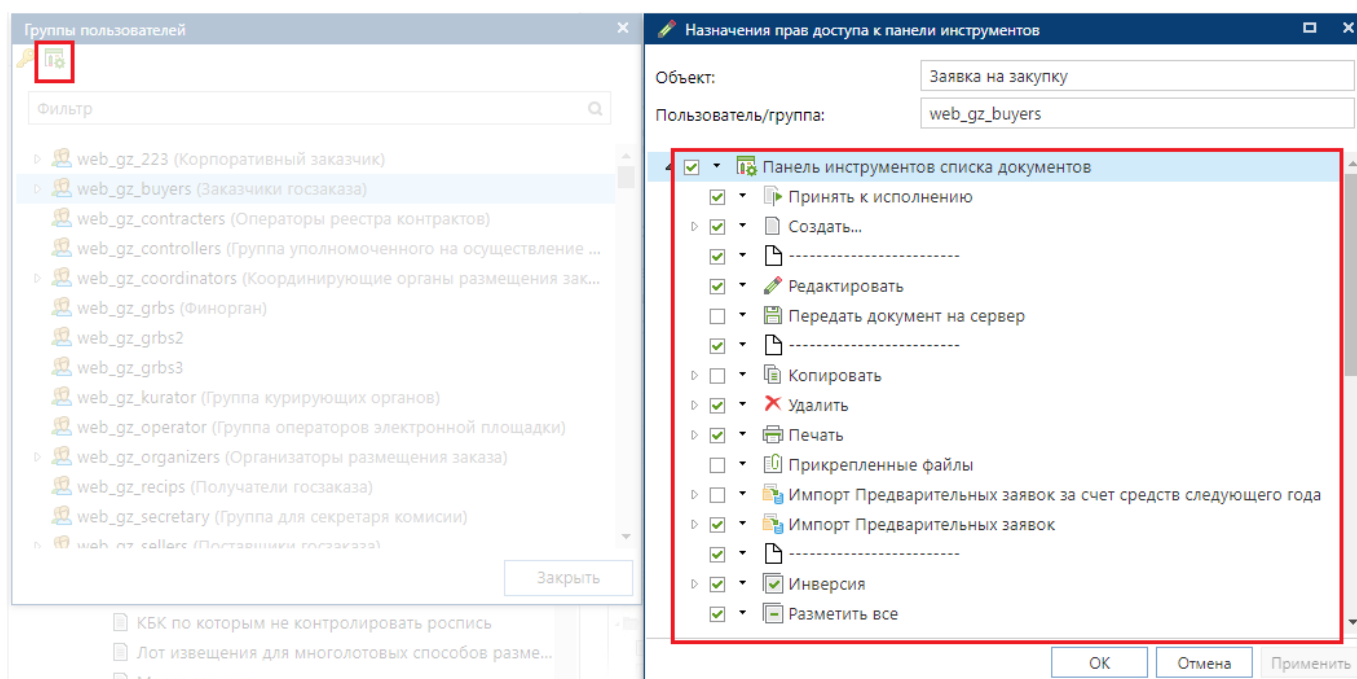 Группы пользователей
Фильтр
web_gz_223 (Корпоративный заказчик)
web_gz_buyers (Заказчики госзаказа)
web_gz_contracters (Операторы реестра контрактов)
web_gz_controllers (Группа уполномоченного на осуществление ...
web_gz_coordinators (Координирующие органы размещения зак...
web_gz_grbs (Финорган)
web_gz_grbs2
web_gz_grbs3
web_gz_kurator (Группа курирующих органов)
web_gz_operator (Группа операторов электронной площадки)
web_gz_organizers (Организаторы размещения заказа)
web_gz_recips (Получатели госзаказа)
web_gz_secretary (Группа для секретаря комиссии)
web_gz_sellers (Поставщики госзаказа)
Закрыть
КБК по которым не контролировать роспись
Лот извещения для многолотовых способов разме...
Назначения прав доступа к панели инструментов
Объект: Заявка на закупку
Пользователь/группа: web_gz_buyers
Панель инструментов списка документов
Принять к исполнению
Создать...
-------------------------
Редактировать
Передать документ на сервер
-------------------------
Копировать
Удалить
Печать
Прикрепленные файлы
Импорт Предварительных заявок за счет средств следующего года
Импорт Предварительных заявок
-------------------------
Инверсия
Разметить все
ОК Отмена Применить